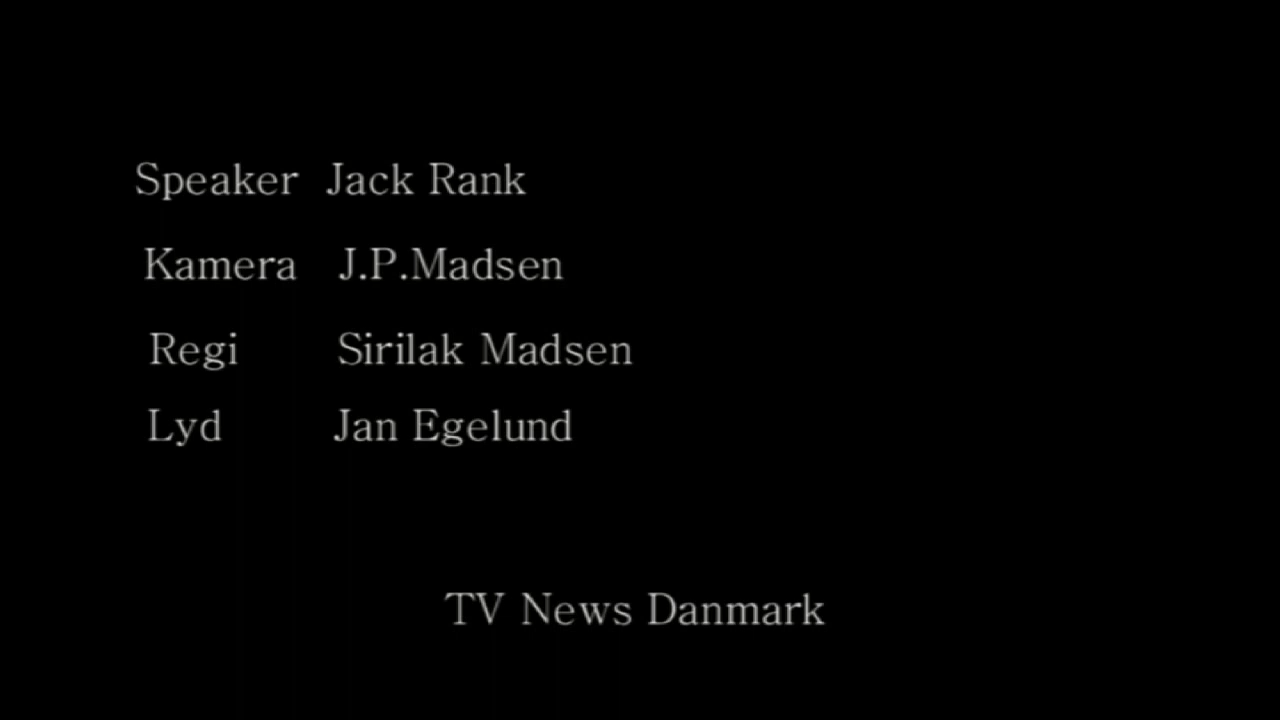 Speaker Jack Rank
Kamera J.P.Madsen
Regi Sirilak Madsen
Lyd Jan Egelund
TV News Danmark